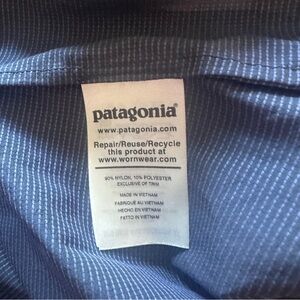 patagonia®
www.patagonia.com
Repair/Reuse/Recycle
this product at
www.wornwear.com
90% NYLON, 10% POLYESTER
EXCLUSIVE OF TRIM
MADE IN VIETNAM
FABRIQUÉ AU VIETNAM
HECHO EN VIETNAM
FATTO IN VIETNAM